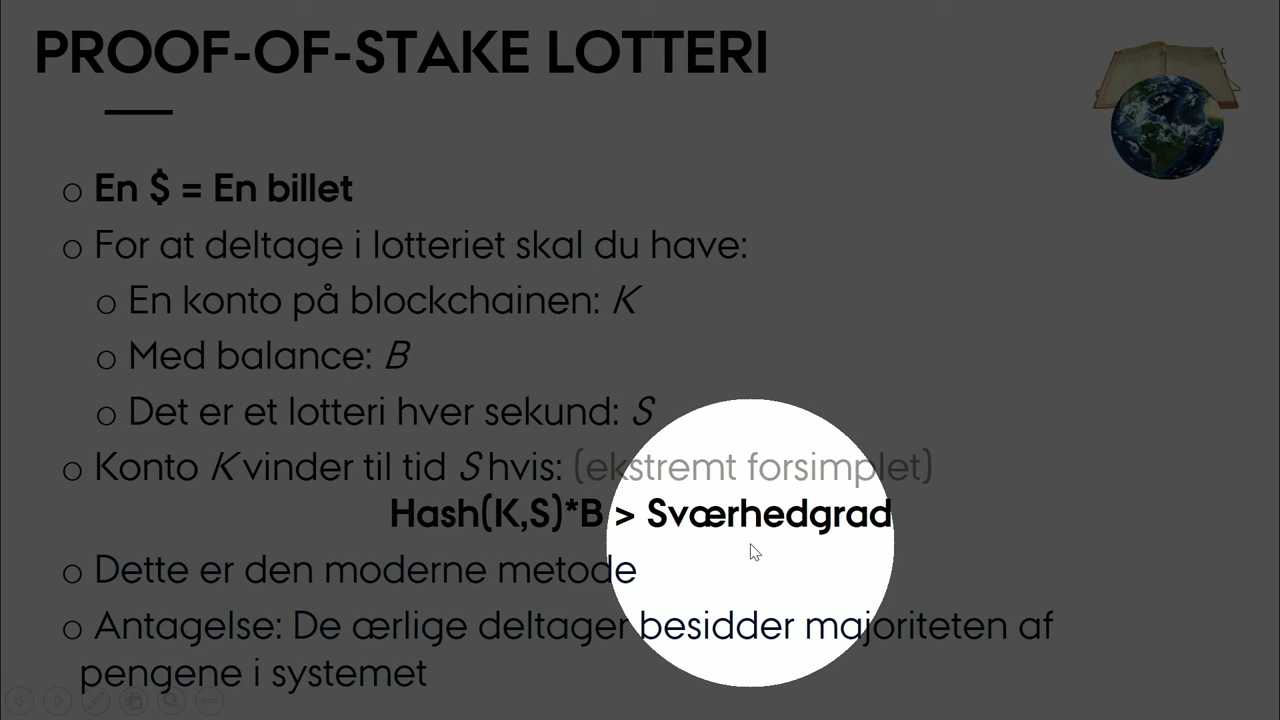 PROOF-OF-STAKE LOTTERI
En $ = En billet
For at deltage i lotteriet skal du have:
En konto på blockchainen: K
Med balance: B
Det er et lotteri hver sekund: S
Konto K vinder til tid S hvis: (ekstremt forsimplet)
Hash(K,S)*B > Sværhedgrad
Dette er den moderne metode
Antagelse: De ærlige deltager besidder majoriteten af
pengene i systemet